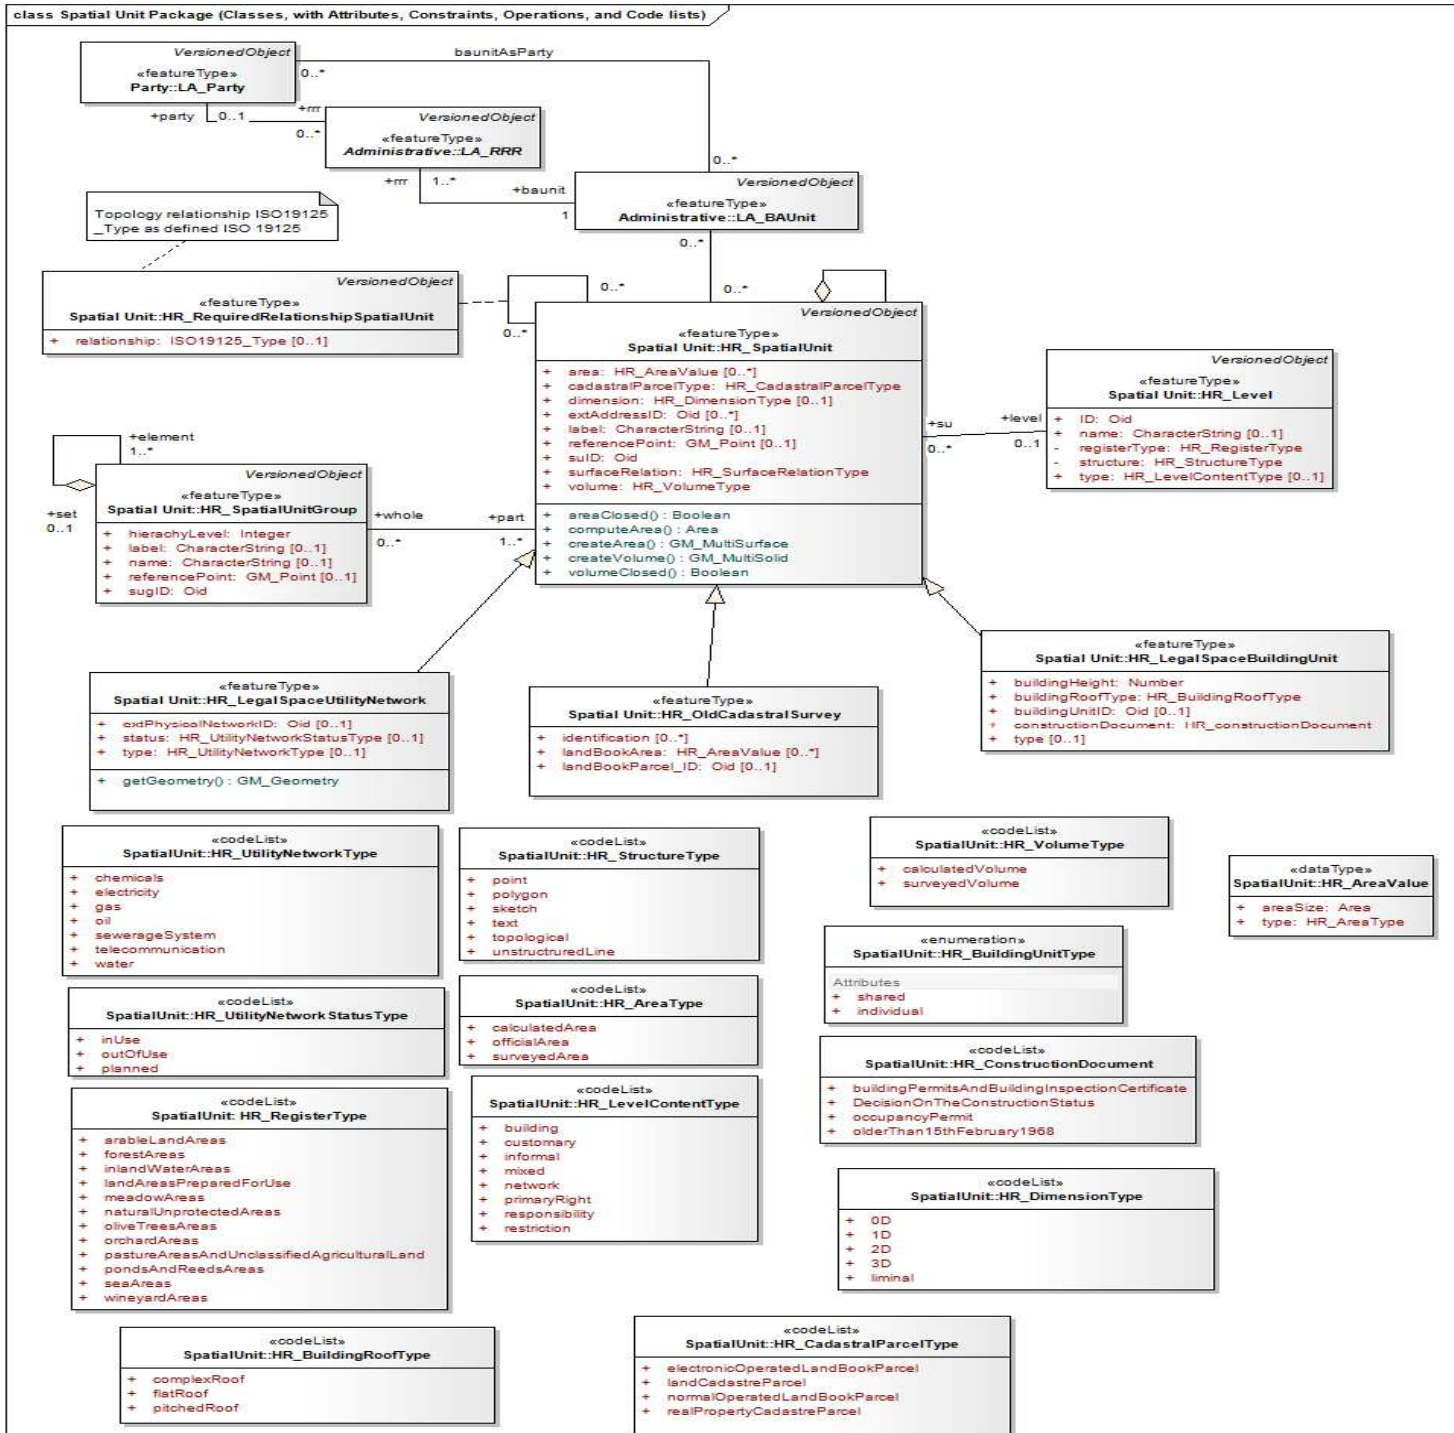 class Spatial Unit Package (Classes, with Attributes, Constraints, Operations, and Code lists)
VersionedObject
«featureType»
Party::LA_Party
baunitAsParty
0..*
+party
0..1
+rrr
0..*
VersionedObject
«featureType»
Administrative::LA_RRR
+rrr
1..*
+baunit
1
0..*
VersionedObject
«featureType»
Administrative::LA_BAUnit
0..*
Topology relationship ISO19125
_Type as defined ISO 19125
VersionedObject
«featureType»
Spatial Unit::HR_RequiredRelationshipSpatialUnit
+ relationship: ISO19125_Type [0..1]
0..*
0..*
0..*
VersionedObject
«featureType»
Spatial Unit::HR_SpatialUnit
+ area: HR_AreaValue [0..*]
+ cadastralParcelType: HR_CadastralParcelType
+ dimension: HR_DimensionType [0..1]
+ extAddressID: Oid [0..*]
+ label: CharacterString [0..1]
+ referencePoint: GM_Point [0..1]
+ suID: Oid
+ surfaceRelation: HR_SurfaceRelationType
+ volume: HR_VolumeType
+ areaClosed() : Boolean
+ computeArea() : Area
+ createArea() : GM_MultiSurface
+ createVolume() : GM_MultiSolid
+ volumeClosed() : Boolean
+su
0..*
+level
0..1
VersionedObject
«featureType»
Spatial Unit::HR_Level
+ ID: Oid
+ name: CharacterString [0..1]
- registerType: HR_RegisterType
- structure: HR_StructureType
+ type: HR_LevelContentType [0..1]
+element
1..*
+set
0..1
VersionedObject
«featureType»
Spatial Unit::HR_SpatialUnitGroup
+ hierachyLevel: Integer
+ label: CharacterString [0..1]
+ name: CharacterString [0..1]
+ referencePoint: GM_Point [0..1]
+ sugID: Oid
+whole
0..*
+part
1..*
«featureType»
Spatial Unit::HR_LegalSpaceUtilityNetwork
+ extPhysicalNetworkID: Oid [0..1]
+ status: HR_UtilityNetworkStatusType [0..1]
+ type: HR_UtilityNetworkType [0..1]
+ getGeometry() : GM_Geometry
«featureType»
Spatial Unit::HR_OldCadastralSurvey
+ identification [0..*]
+ landBookArea: HR_AreaValue [0..*]
+ landBookParcel_ID: Oid [0..1]
«featureType»
Spatial Unit::HR_LegalSpaceBuildingUnit
+ buildingHeight: Number
+ buildingRoofType: HR_BuildingRoofType
+ buildingUnitID: Oid [0..1]
+ constructionDocument: HR_constructionDocument
+ type [0..1]
«codeList»
SpatialUnit::HR_UtilityNetworkType
+ chemicals
+ electricity
+ gas
+ oil
+ sewerageSystem
+ telecommunication
+ water
«codeList»
SpatialUnit::HR_StructureType
+ point
+ polygon
+ sketch
+ text
+ topological
+ unstructuredLine
«codeList»
SpatialUnit::HR_VolumeType
+ calculatedVolume
+ surveyedVolume
«dataType»
SpatialUnit::HR_AreaValue
+ areaSize: Area
+ type: HR_AreaType
«enumeration»
SpatialUnit::HR_BuildingUnitType
Attributes
+ shared
+ individual
«codeList»
SpatialUnit::HR_UtilityNetworkStatusType
+ inUse
+ outOfUse
+ planned
«codeList»
SpatialUnit::HR_AreaType
+ calculatedArea
+ officialArea
+ surveyedArea
«codeList»
SpatialUnit::HR_ConstructionDocument
+ buildingPermitsAndBuildingInspectionCertificate
+ DecisionOnTheConstructionStatus
+ occupancyPermit
+ olderThan15thFebruary1968
«codeList»
SpatialUnit: HR_RegisterType
+ arableLandAreas
+ forestAreas
+ inlandWaterAreas
+ landAreasPreparedForUse
+ meadowAreas
+ naturalUnprotectedAreas
+ oliveTreesAreas
+ orchardAreas
+ pastureAreasAndUnclassifiedAgriculturalLand
+ pondsAndReedsAreas
+ seaAreas
+ wineyardAreas
«codeList»
SpatialUnit::HR_LevelContentType
+ building
+ customary
+ informal
+ mixed
+ network
+ primaryRight
+ responsibility
+ restriction
«codeList»
SpatialUnit::HR_DimensionType
+ 0D
+ 1D
+ 2D
+ 3D
+ liminal
«codeList»
SpatialUnit::HR_BuildingRoofType
+ complexRoof
+ flatRoof
+ pitchedRoof
«codeList»
SpatialUnit::HR_CadastralParcelType
+ electronicOperatedLandBookParcel
+ landCadastreParcel
+ normalOperatedLandBookParcel
+ realPropertyCadastreParcel